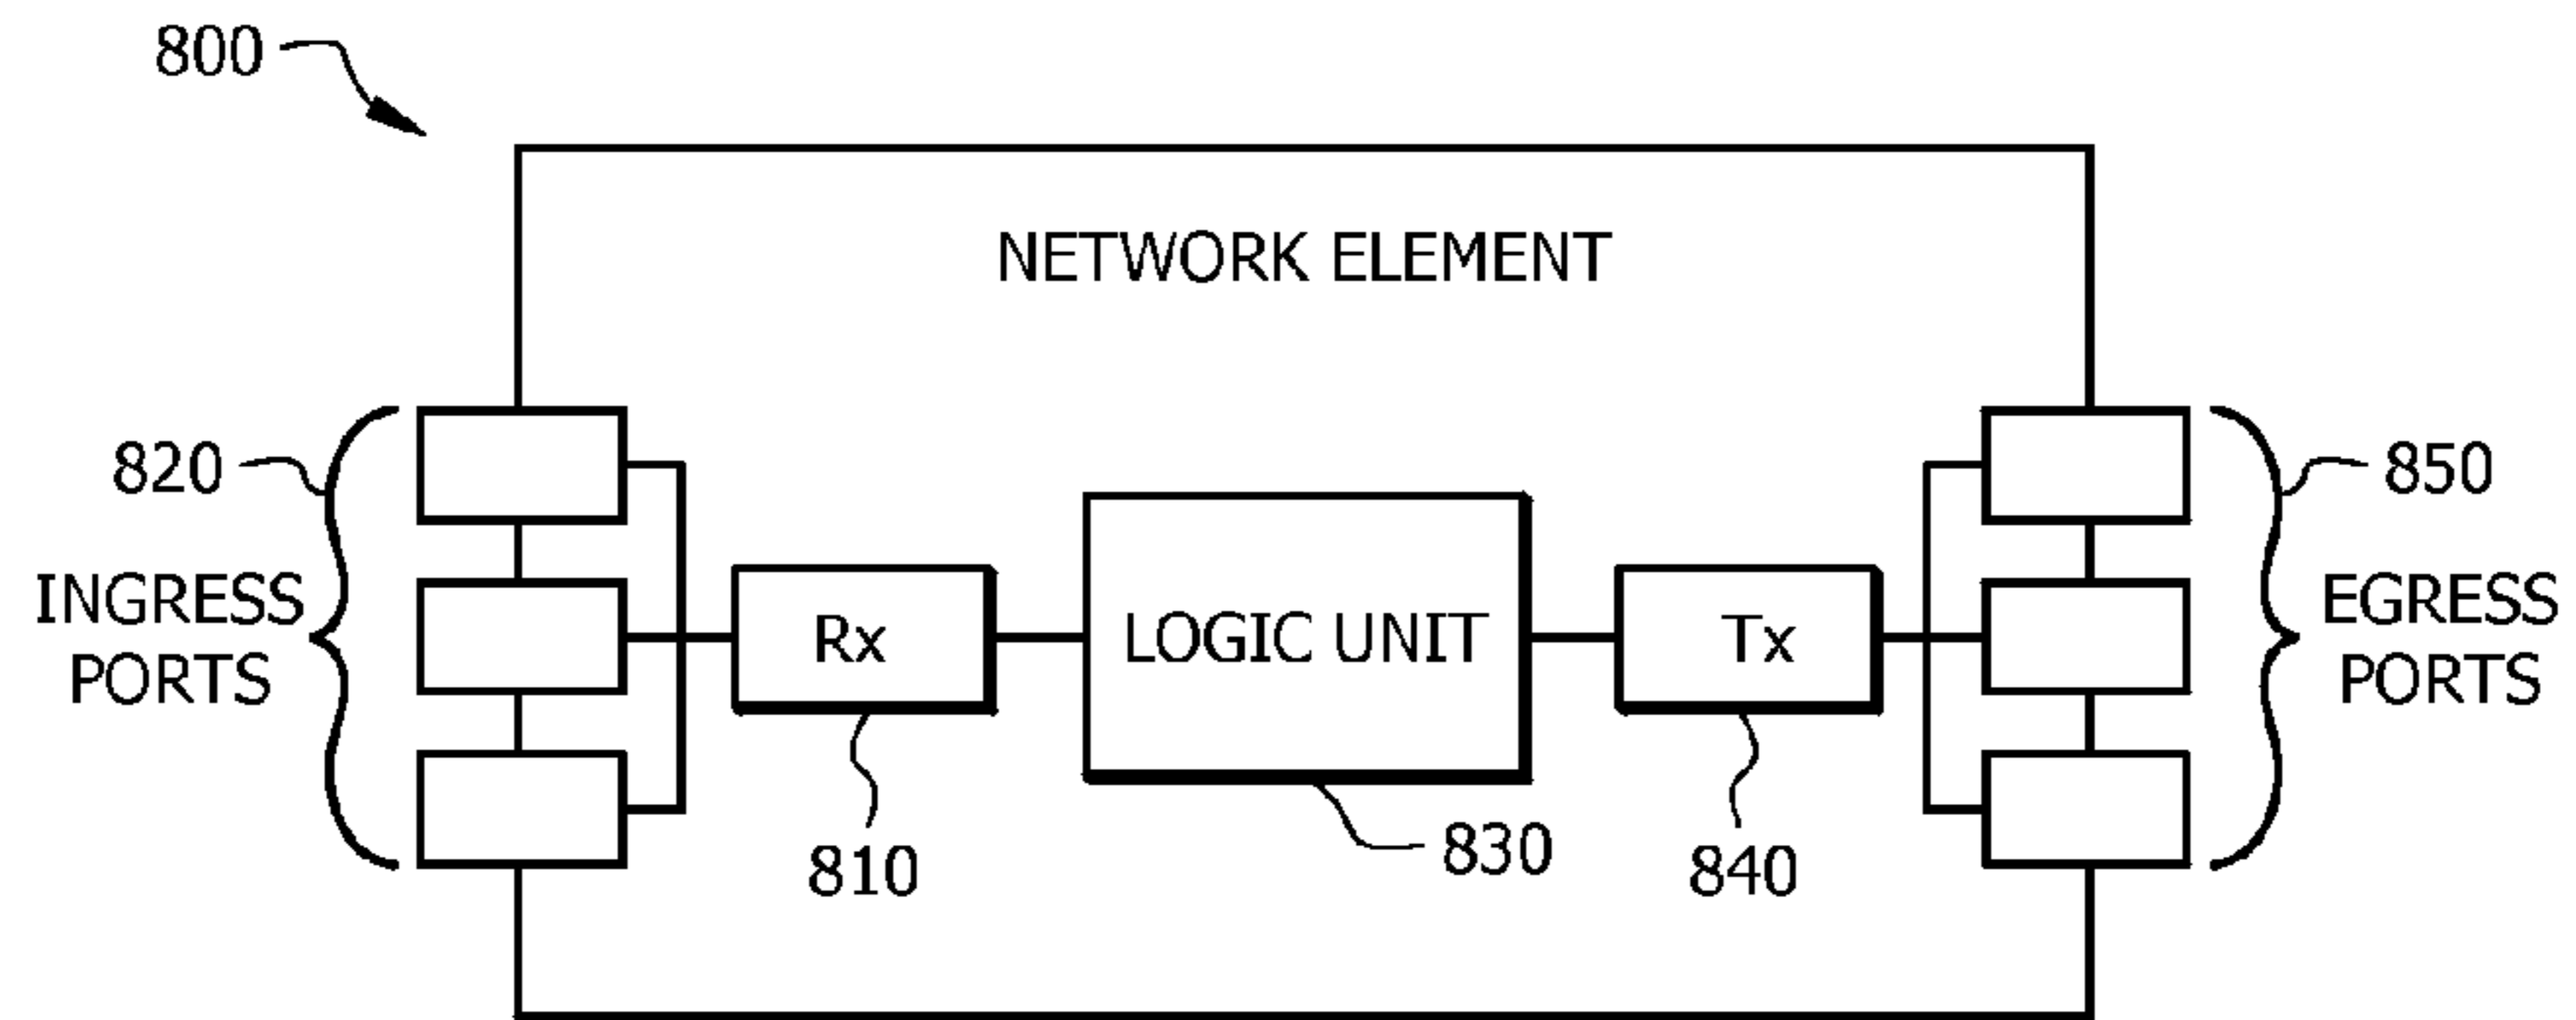 800
NETWORK ELEMENT
820
850
INGRESS
PORTS
Rx
LOGIC UNIT
Tx
EGRESS
PORTS
810
830
840